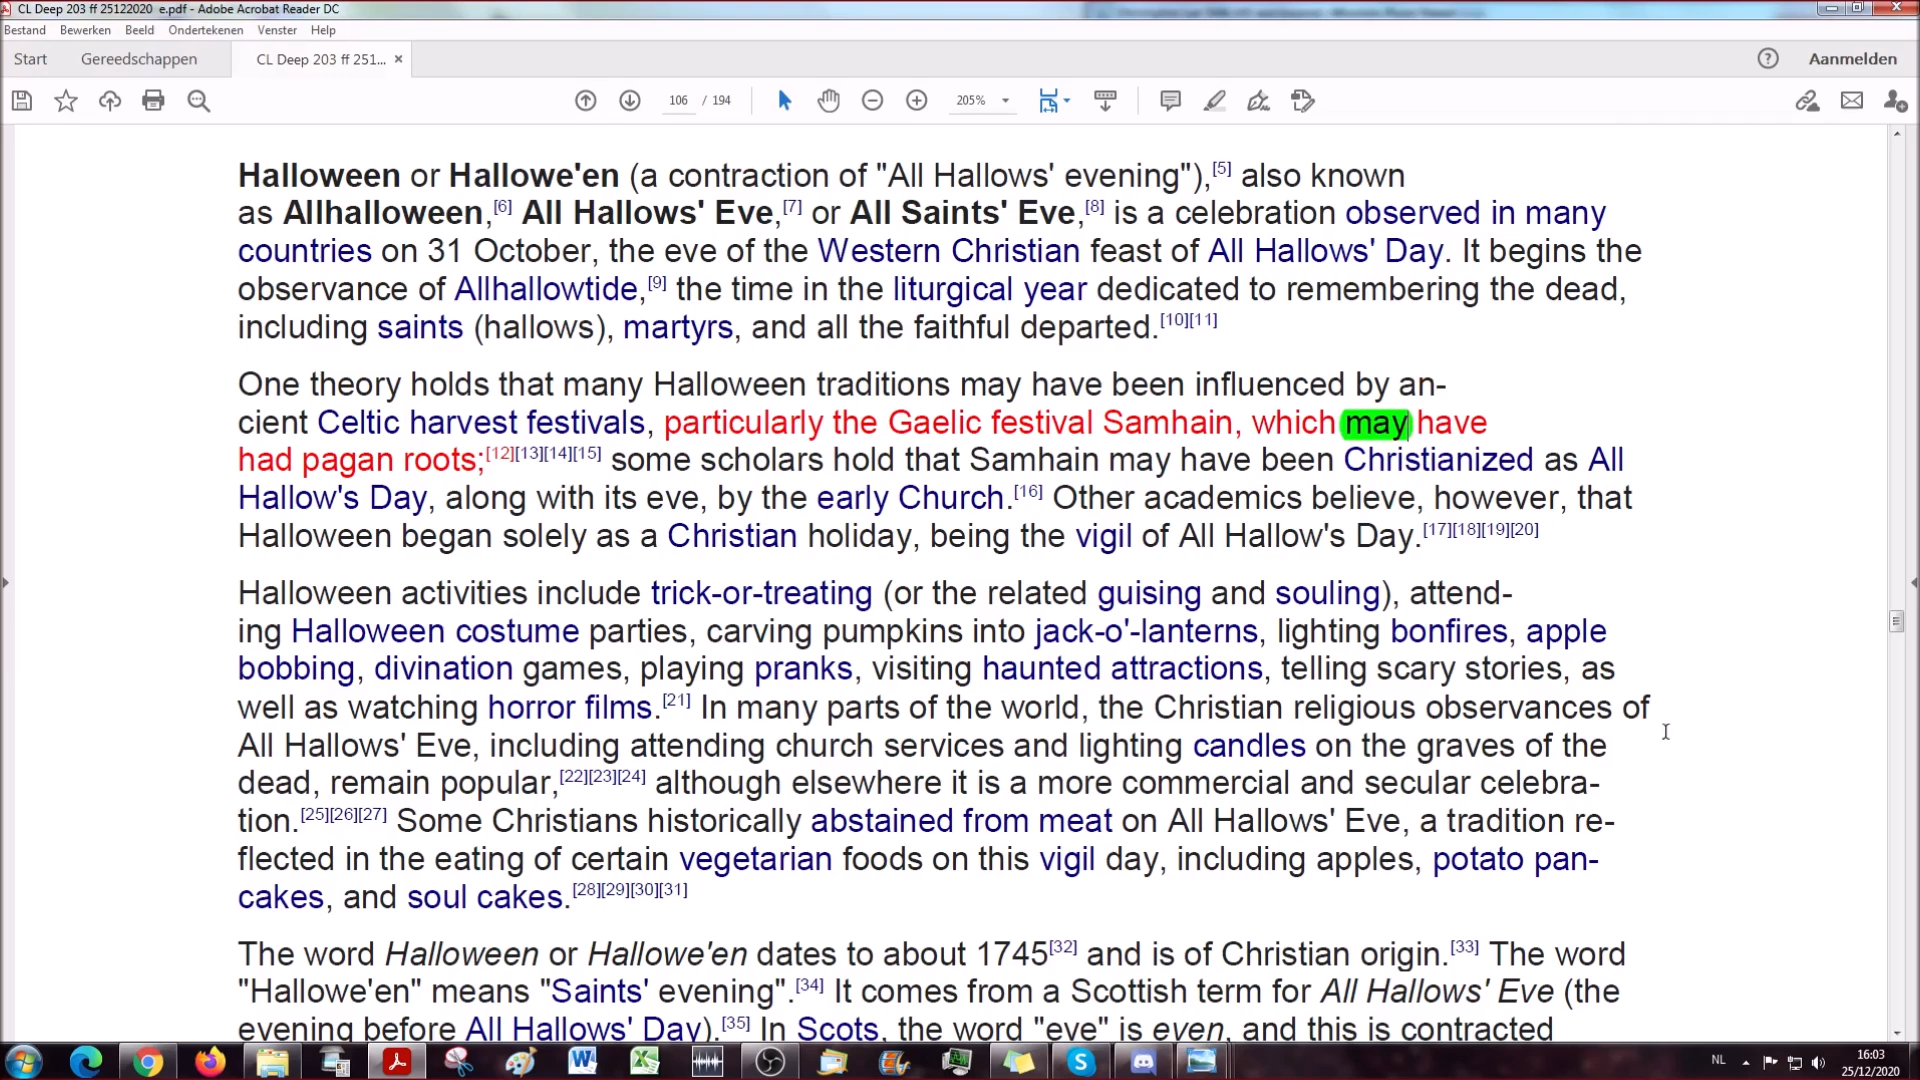 CL Deep 203 ff 25122020 e.pdf - Adobe Acrobat Reader DC
Bestand Bewerken Beeld Ondertekenen Venster Help
Start Gereedschappen CL Deep 203 ff 251... × Aanmelden
106 / 194 205%
Halloween or Hallowe'en (a contraction of "All Hallows' evening"),[5] also known
as Allhalloween,[6] All Hallows' Eve,[7] or All Saints' Eve,[8] is a celebration observed in many
countries on 31 October, the eve of the Western Christian feast of All Hallows' Day. It begins the
observance of Allhallowtide,[9] the time in the liturgical year dedicated to remembering the dead,
including saints (hallows), martyrs, and all the faithful departed.[10][11]
One theory holds that many Halloween traditions may have been influenced by an-
cient Celtic harvest festivals, particularly the Gaelic festival Samhain, which may have
had pagan roots;[12][13][14][15] some scholars hold that Samhain may have been Christianized as All
Hallow's Day, along with its eve, by the early Church.[16] Other academics believe, however, that
Halloween began solely as a Christian holiday, being the vigil of All Hallow's Day.[17][18][19][20]
Halloween activities include trick-or-treating (or the related guising and souling), attend-
ing Halloween costume parties, carving pumpkins into jack-o'-lanterns, lighting bonfires, apple
bobbing, divination games, playing pranks, visiting haunted attractions, telling scary stories, as
well as watching horror films.[21] In many parts of the world, the Christian religious observances of
All Hallows' Eve, including attending church services and lighting candles on the graves of the
dead, remain popular,[22][23][24] although elsewhere it is a more commercial and secular celebra-
tion.[25][26][27] Some Christians historically abstained from meat on All Hallows' Eve, a tradition re-
flected in the eating of certain vegetarian foods on this vigil day, including apples, potato pan-
cakes, and soul cakes.[28][29][30][31]
The word Halloween or Hallowe'en dates to about 1745[32] and is of Christian origin.[33] The word
"Hallowe'en" means "Saints' evening".[34] It comes from a Scottish term for All Hallows' Eve (the
evening before All Hallows' Day).[35] In Scots, the word "eve" is even, and this is contracted
NL 16:03
25/12/2020